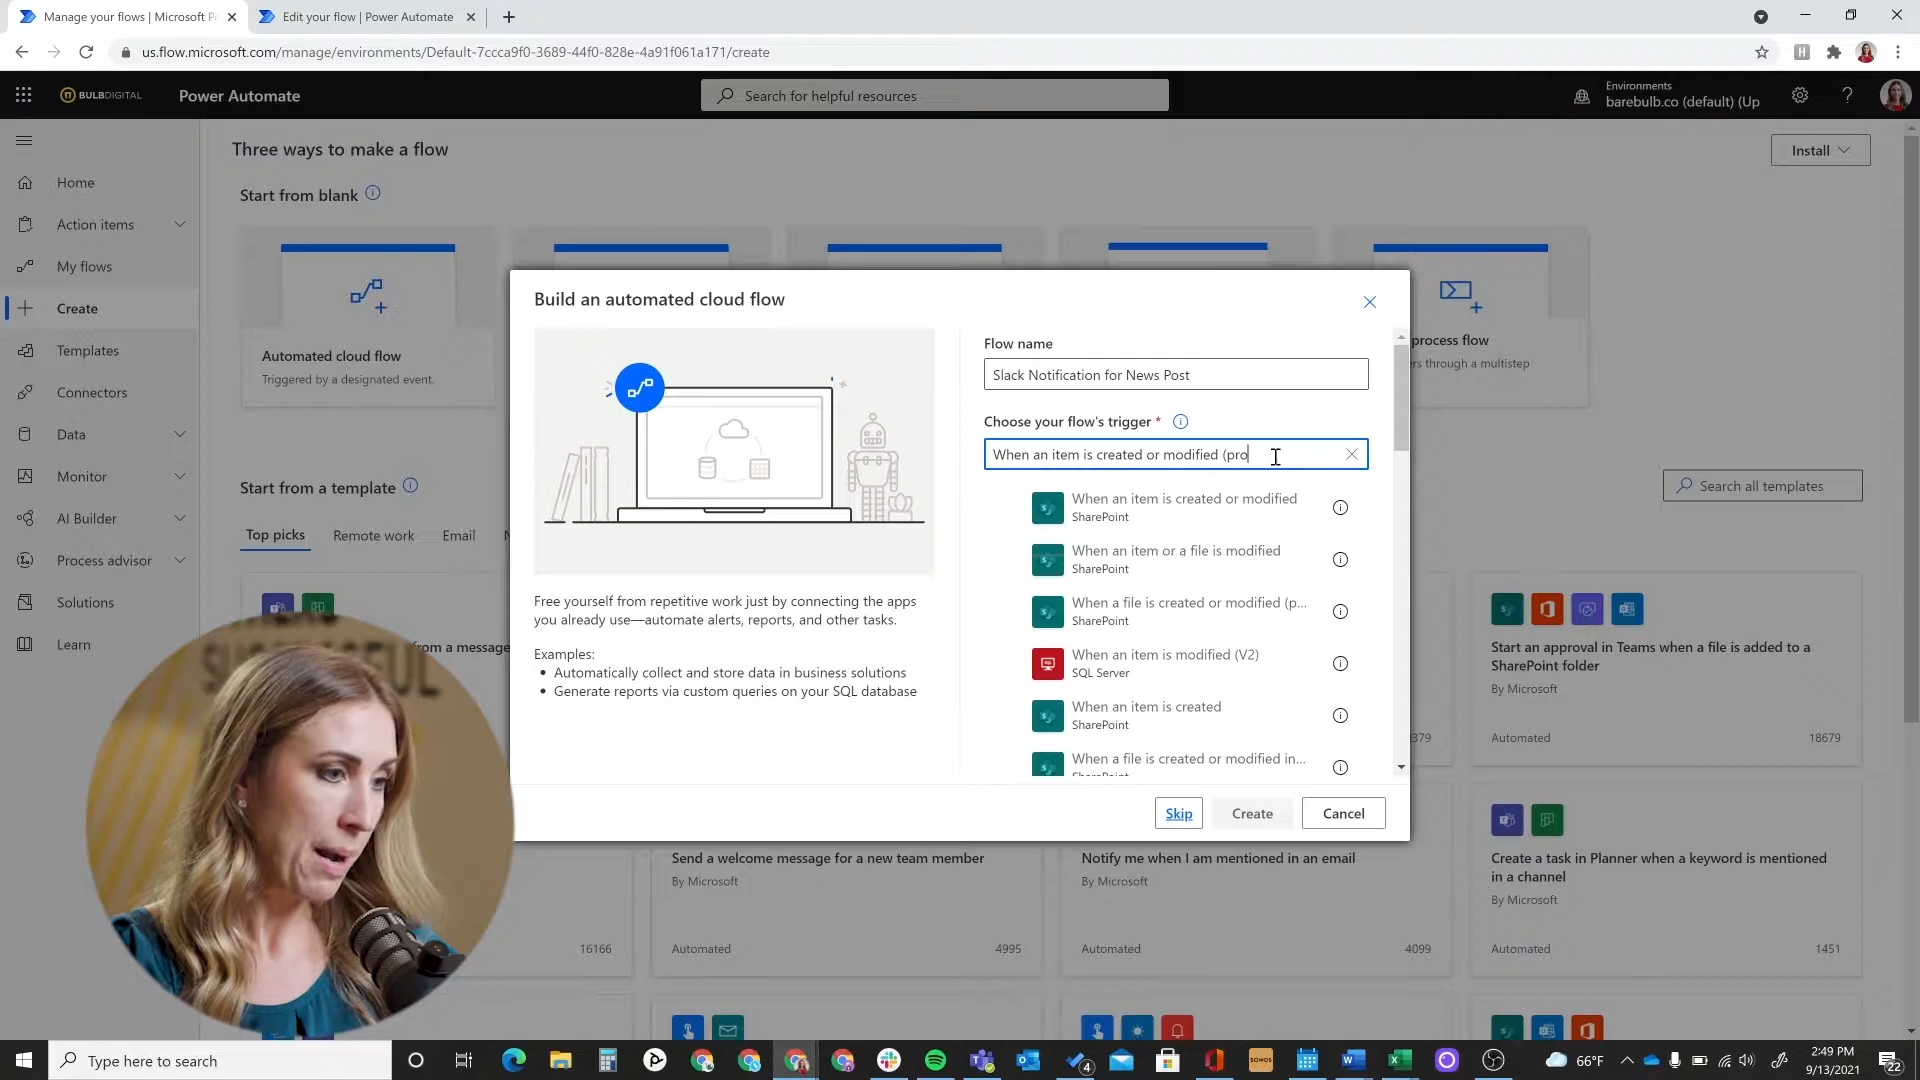 Manage your flows | Microsoft P
Edit your flow | Power Automate
us.flow.microsoft.com/manage/environments/Default-7ccca9f0-3689-44f0-828e-4a91f061a171/create
BULBDIGITAL
Power Automate
Search for helpful resources
Environments
barebulb.co (default) (Up
Home
Action items
My flows
Create
Templates
Connectors
Data
Monitor
AI Builder
Process advisor
Solutions
Learn
Three ways to make a flow
Install
Start from blank
Automated cloud flow
Triggered by a designated event.
process flow
rs through a multistep
Start from a template
Search all templates
Top picks
Remote work
Email
N
Build an automated cloud flow
Free yourself from repetitive work just by connecting the apps
you already use—automate alerts, reports, and other tasks.
Examples:
• Automatically collect and store data in business solutions
• Generate reports via custom queries on your SQL database
Flow name
Slack Notification for News Post
Choose your flow's trigger *
When an item is created or modified (pro
When an item is created or modified
SharePoint
When an item or a file is modified
SharePoint
When a file is created or modified (p...
SharePoint
When an item is modified (V2)
SQL Server
When an item is created
SharePoint
When a file is created or modified in...
SharePoint
Skip
Create
Cancel
from a message
Start an approval in Teams when a file is added to a
SharePoint folder
By Microsoft
Automated
18679
379
Send a welcome message for a new team member
By Microsoft
Notify me when I am mentioned in an email
By Microsoft
Create a task in Planner when a keyword is mentioned
in a channel
By Microsoft
16166
Automated
4995
Automated
4099
Automated
1451
Type here to search
SONOS
4
66°F
2:49 PM
9/13/2021
22